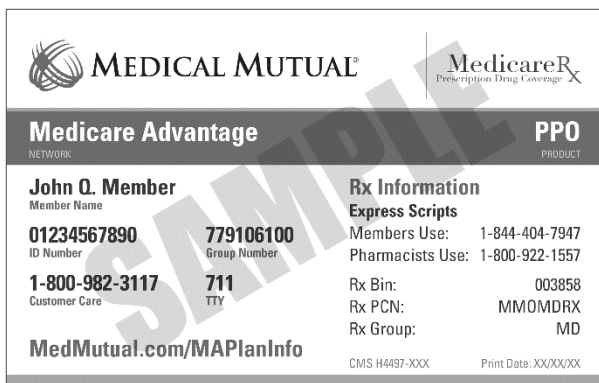 MEDICAL MUTUAL®
MedicareRx
Prescription Drug Coverage
Medicare Advantage
NETWORK
PPO
PRODUCT
SAMPLE
John Q. Member
Member Name
01234567890
ID Number
779106100
Group Number
1-800-982-3117
Customer Care
711
TTY
MedMutual.com/MAPlanInfo
Rx Information
Express Scripts
Members Use: 1-844-404-7947
Pharmacists Use: 1-800-922-1557
Rx Bin: 003858
Rx PCN: MMOMDRX
Rx Group: MD
CMS H4497-XXX Print Date: XX/XX/XX